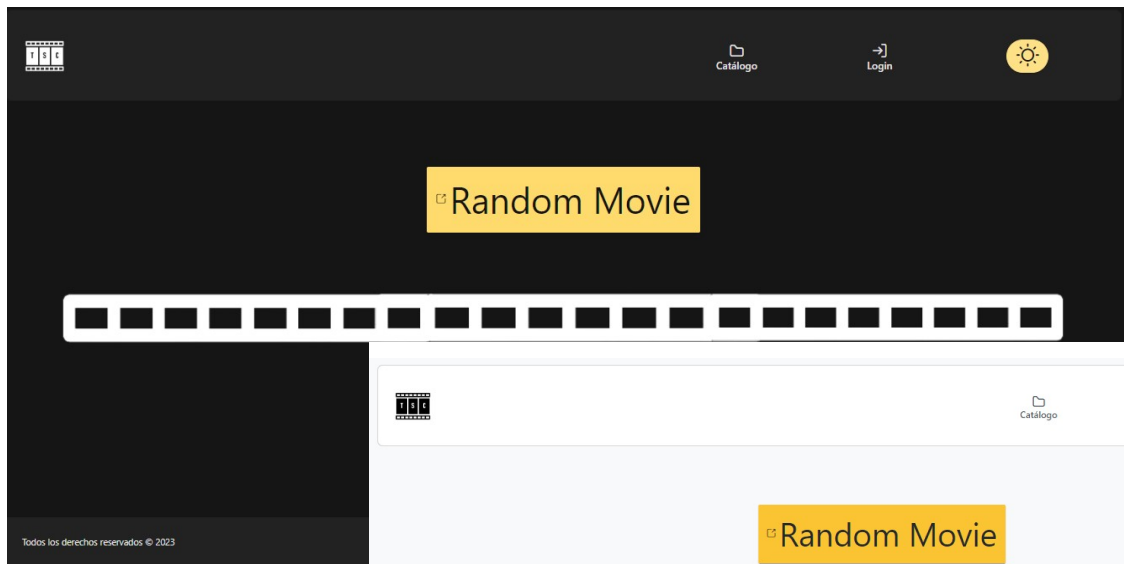 T S C
Catálogo
Login
Random Movie
T S C
Catálogo
Random Movie
Todos los derechos reservados © 2023